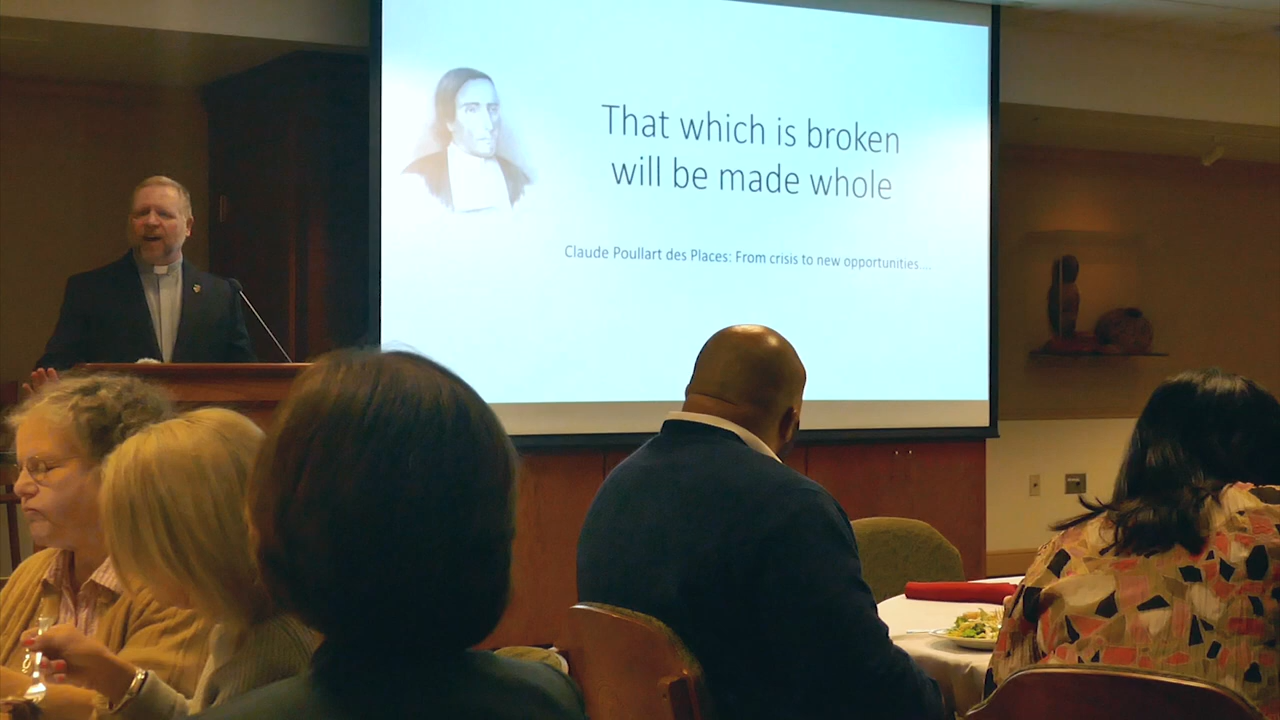 That which is broken
will be made whole
Claude Poullart des Places: From crisis to new opportunities....